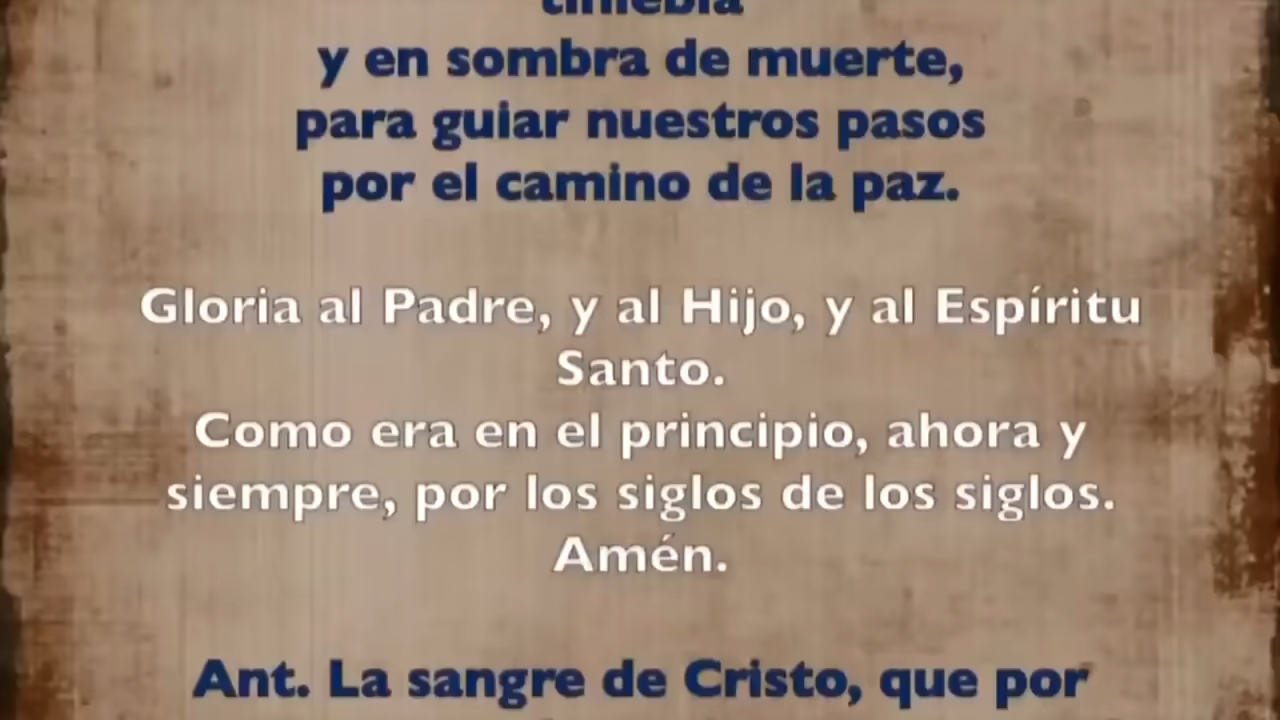 y en sombra de muerte,
para guiar nuestros pasos
por el camino de la paz.
Gloria al Padre, y al Hijo, y al Espíritu
Santo.
Como era en el principio, ahora y
siempre, por los siglos de los siglos.
Amén.
Ant. La sangre de Cristo, que por